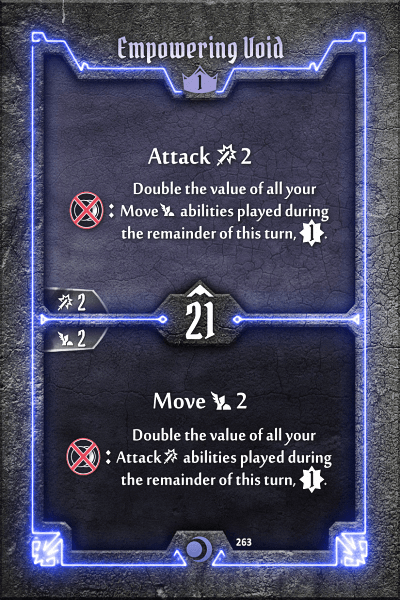 Empowering Void
1
Attack 2
Double the value of all your
: Move abilities played during
the remainder of this turn, 1.
2
21
2
Move 2
Double the value of all your
: Attack abilities played during
the remainder of this turn, 1.
263